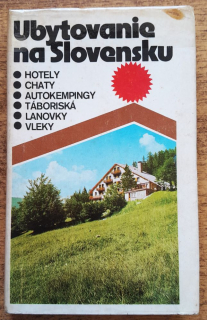 Ubytovanie
na Slovensku
● HOTELY
● CHATY
● AUTOKEMPINGY
● TÁBORISKÁ
● LANOVKY
● VLEKY